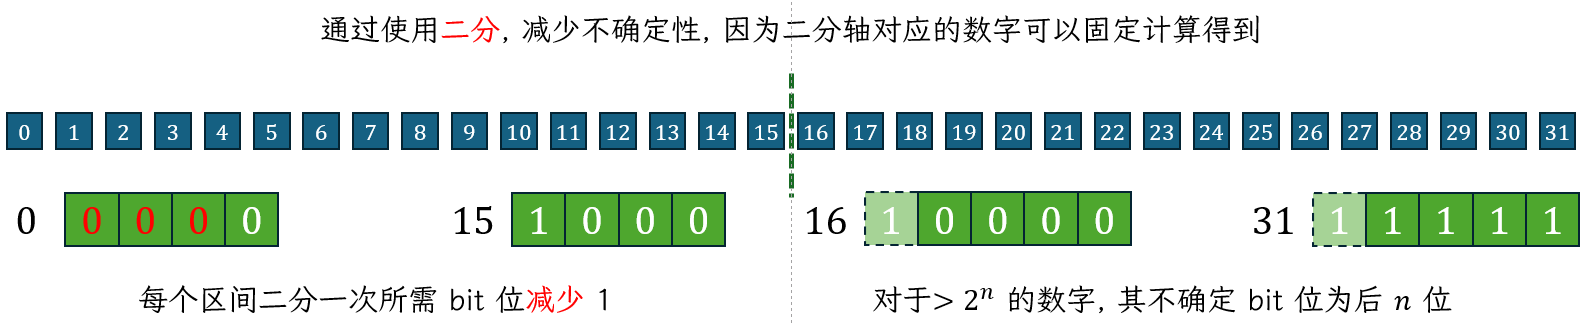 通过使用二分, 减少不确定性, 因为二分轴对应的数字可以固定计算得到
0 1 2 3 4 5 6 7 8 9 10 11 12 13 14 15 16 17 18 19 20 21 22 23 24 25 26 27 28 29 30 31
0 0 0 0 0 15 1 0 0 0 16 1 0 0 0 0 31 1 1 1 1 1
每个区间二分一次所需 bit 位减少 1
对于> 2ⁿ 的数字, 其不确定 bit 位为后 n 位